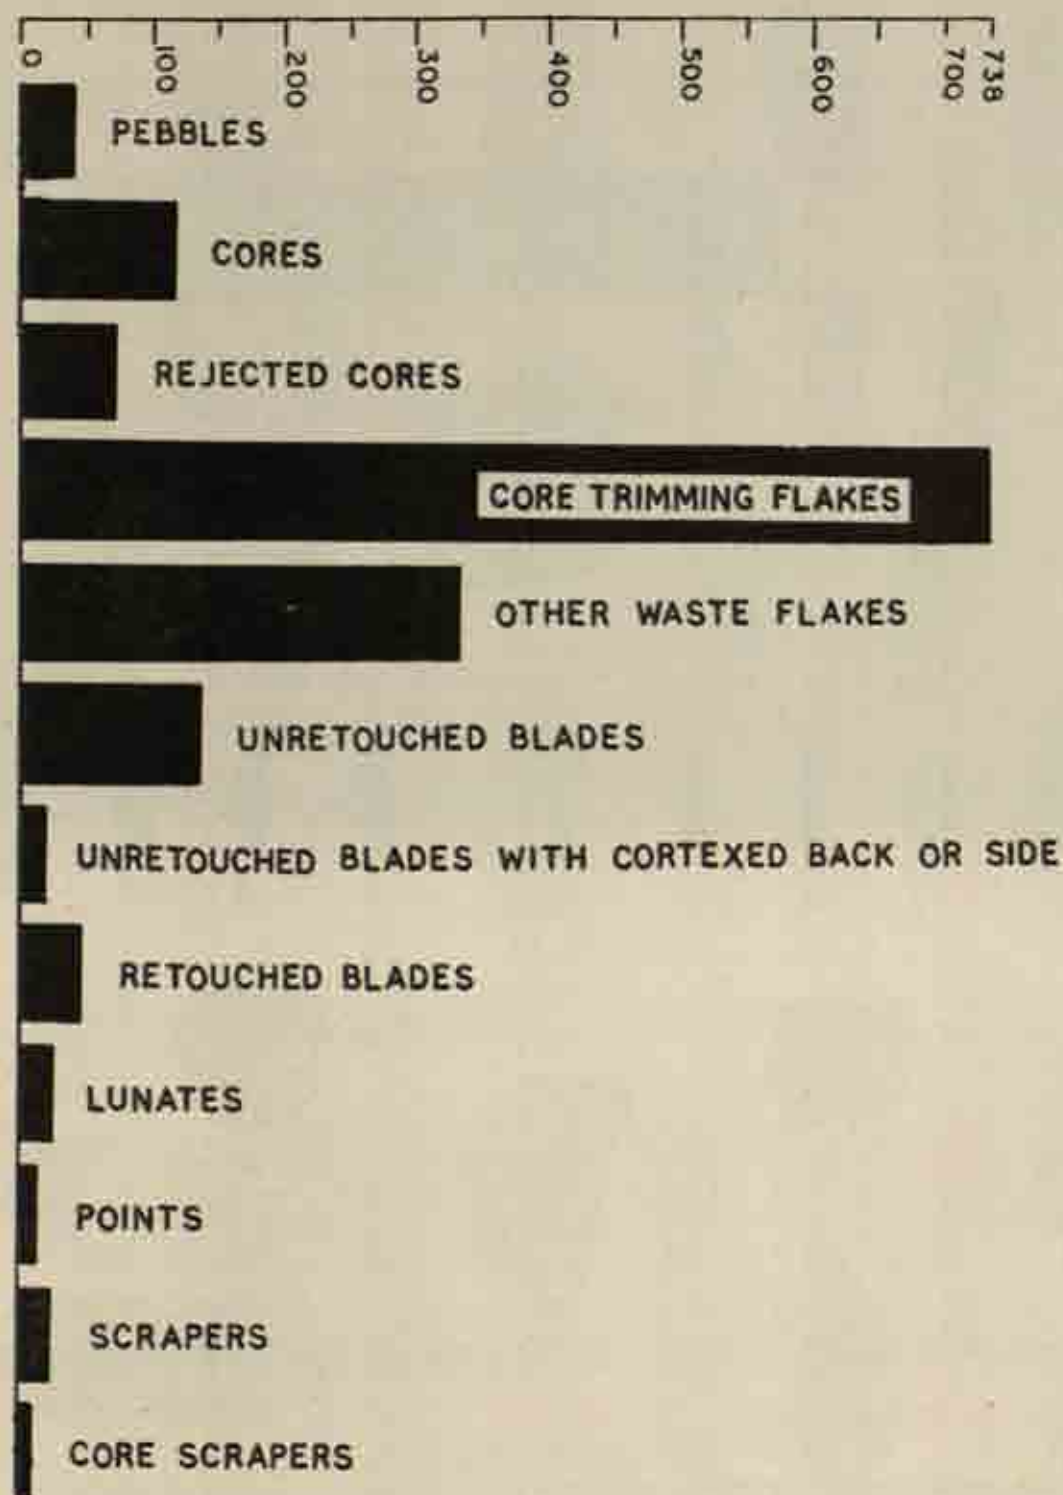 0 100 200 300 400 500 600 700 738
PEBBLES
CORES
REJECTED CORES
CORE TRIMMING FLAKES
OTHER WASTE FLAKES
UNRETOUCHED BLADES
UNRETOUCHED BLADES WITH CORTEXED BACK OR SIDE
RETOUCHED BLADES
LUNATES
POINTS
SCRAPERS
CORE SCRAPERS